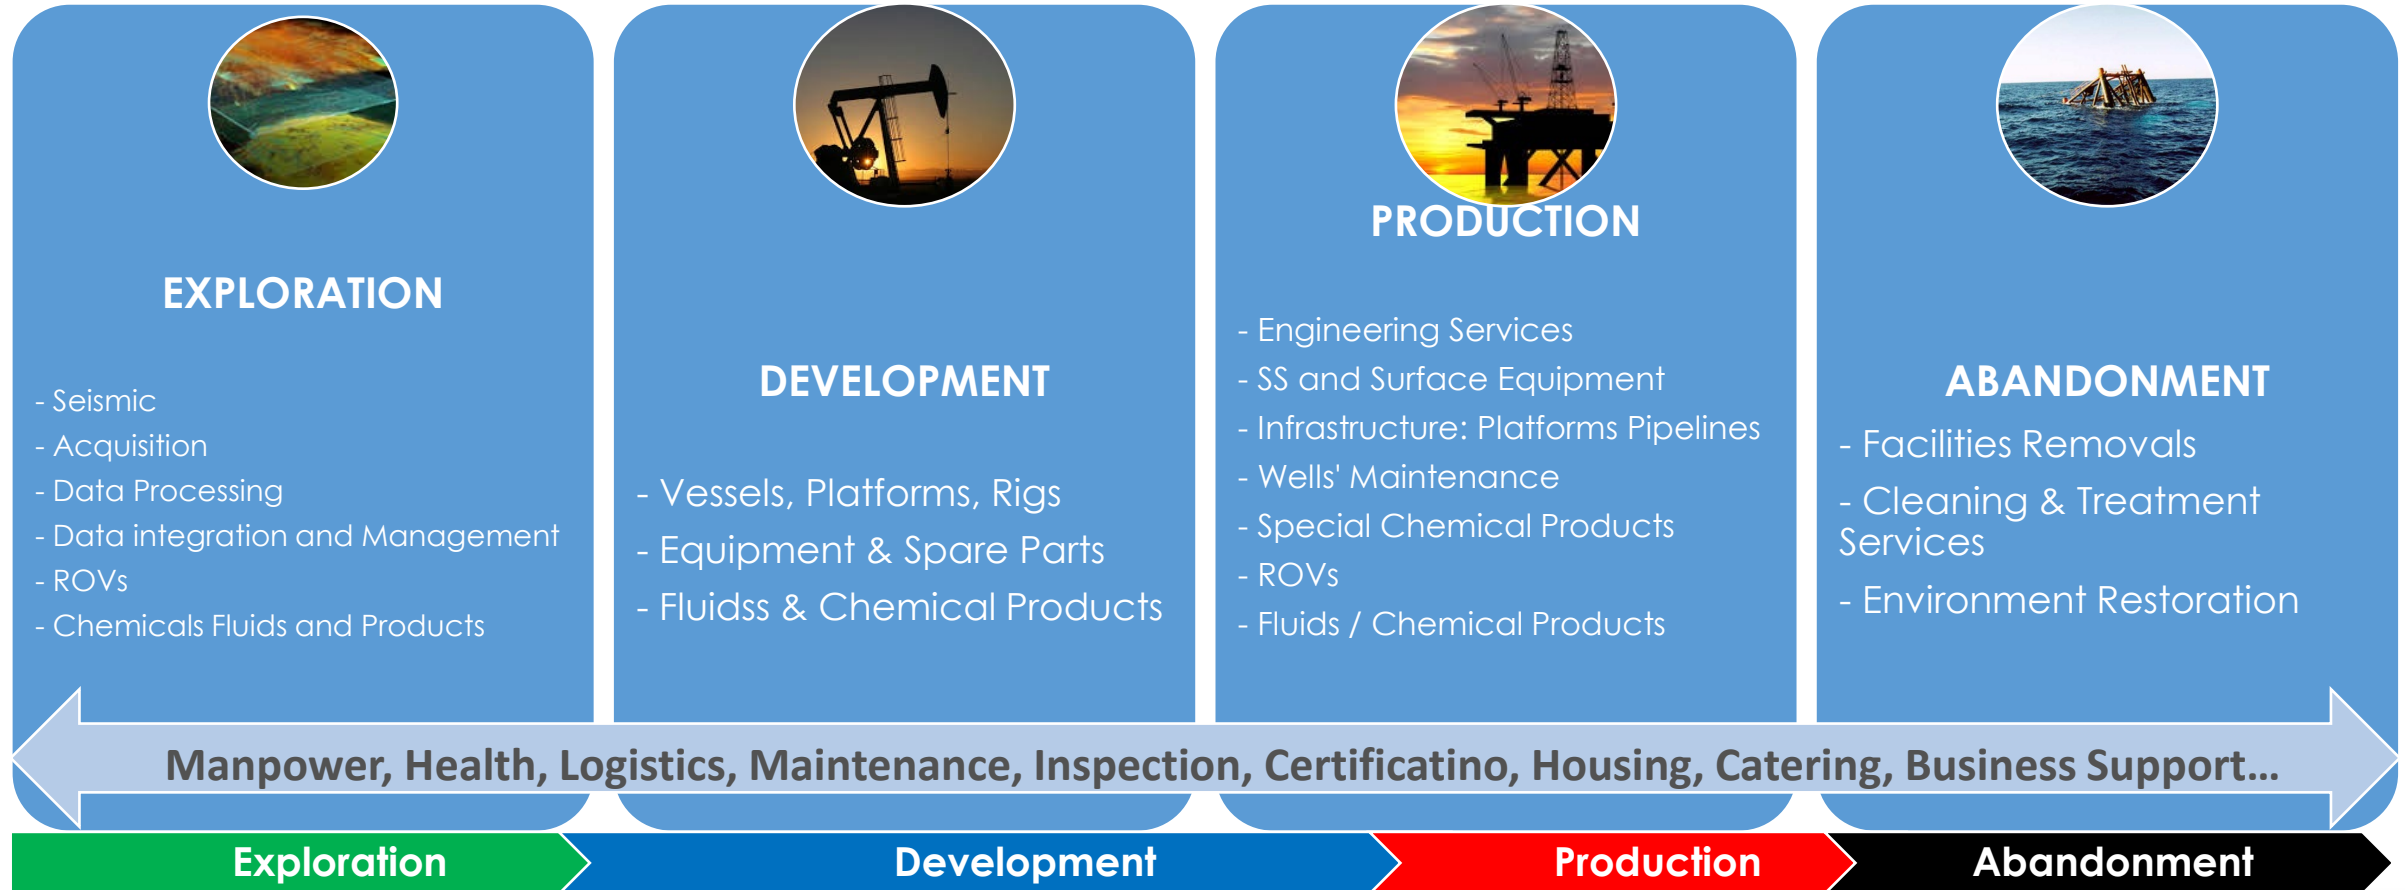 EXPLORATION
- Seismic
- Acquisition
- Data Processing
- Data integration and Management
- ROVs
- Chemicals Fluids and Products
DEVELOPMENT
- Vessels, Platforms, Rigs
- Equipment & Spare Parts
- Fluidss & Chemical Products
PRODUCTION
- Engineering Services
- SS and Surface Equipment
- Infrastructure: Platforms Pipelines
- Wells' Maintenance
- Special Chemical Products
- ROVs
- Fluids / Chemical Products
ABANDONMENT
- Facilities Removals
- Cleaning & Treatment
Services
- Environment Restoration
Manpower, Health, Logistics, Maintenance, Inspection, Certificatino, Housing, Catering, Business Support...
Exploration
Development
Production
Abandonment